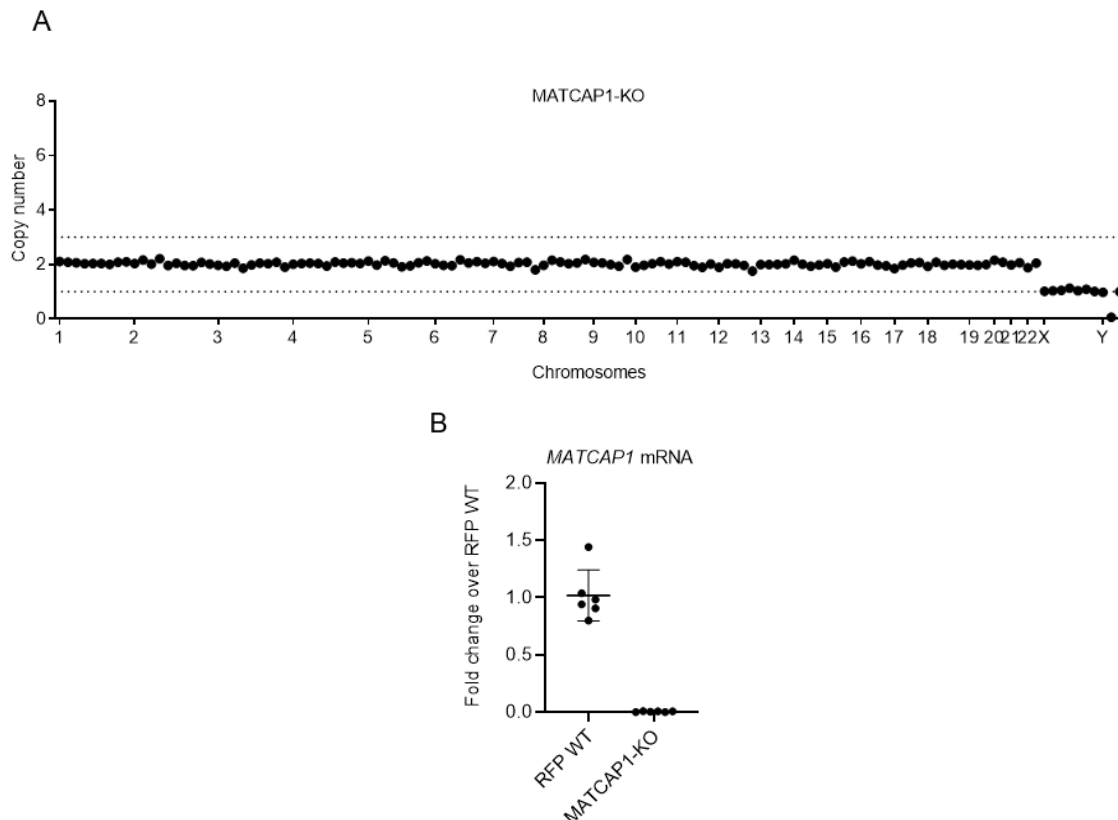 A
MATCAP1-KO
8
6
4
2
0
Copy number
1 2 3 4 5 6 7 8 9 10 11 12 13 14 15 16 17 18 19 20 21 22 X Y
Chromosomes
B
MATCAP1 mRNA
2.0
1.5
1.0
0.5
0.0
Fold change over RFP WT
RFP WT
MATCAP1-KO